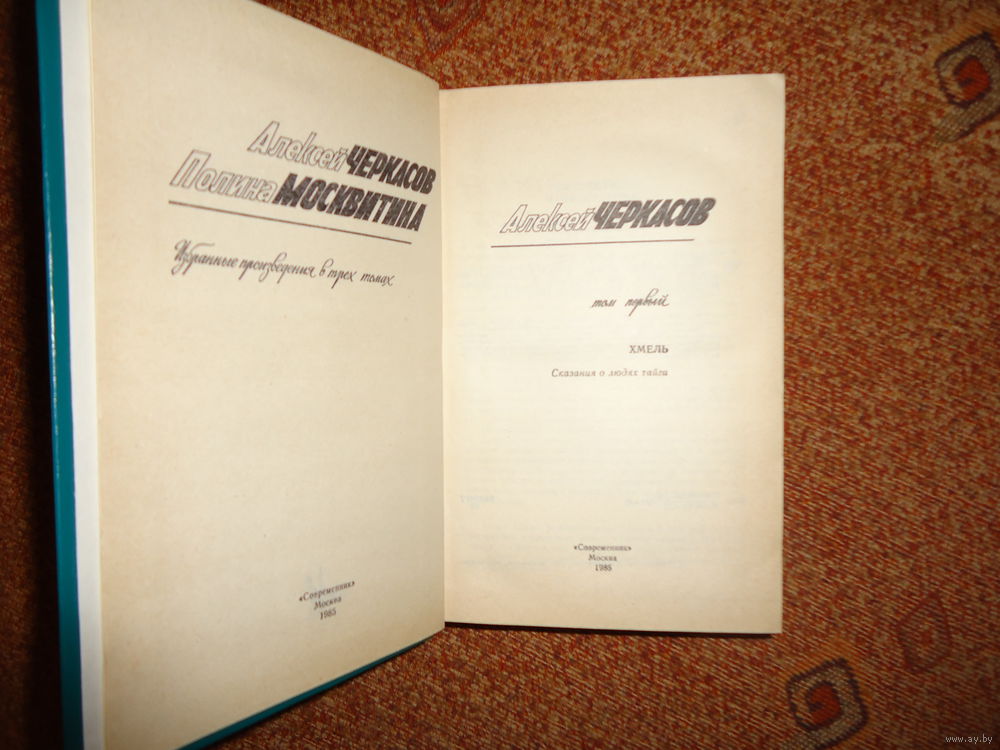 Алексей ЧЕРКАСОВ
Полина МОСКВИТИНА
Избранные произведения в трех томах
«Современник»
Москва
1985
Алексей ЧЕРКАСОВ
том первый
ХМЕЛЬ
Сказания о людях тайги
«Современник»
Москва
1985
www.ay.by